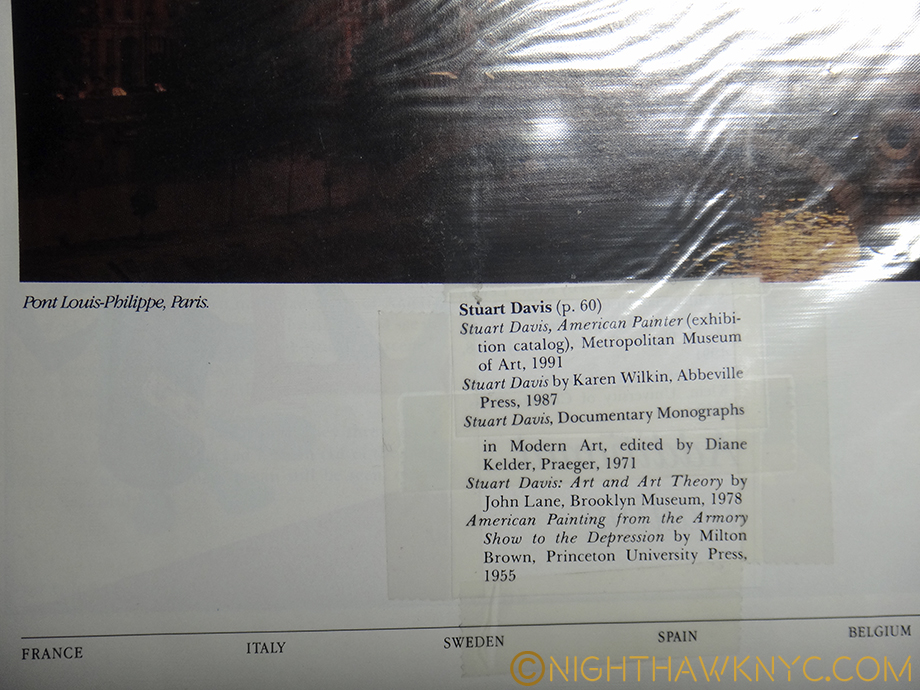 Pont Louis-Philippe, Paris.
Stuart Davis (p. 60)
Stuart Davis, American Painter (exhibi-
tion catalog), Metropolitan Museum
of Art, 1991
Stuart Davis by Karen Wilkin, Abbeville
Press, 1987
Stuart Davis, Documentary Monographs
in Modern Art, edited by Diane
Kelder, Praeger, 1971
Stuart Davis: Art and Art Theory by
John Lane, Brooklyn Museum, 1978
American Painting from the Armory
Show to the Depression by Milton
Brown, Princeton University Press,
1955
FRANCE ITALY SWEDEN SPAIN BELGIUM
©NIGHTHAWKNYC.COM